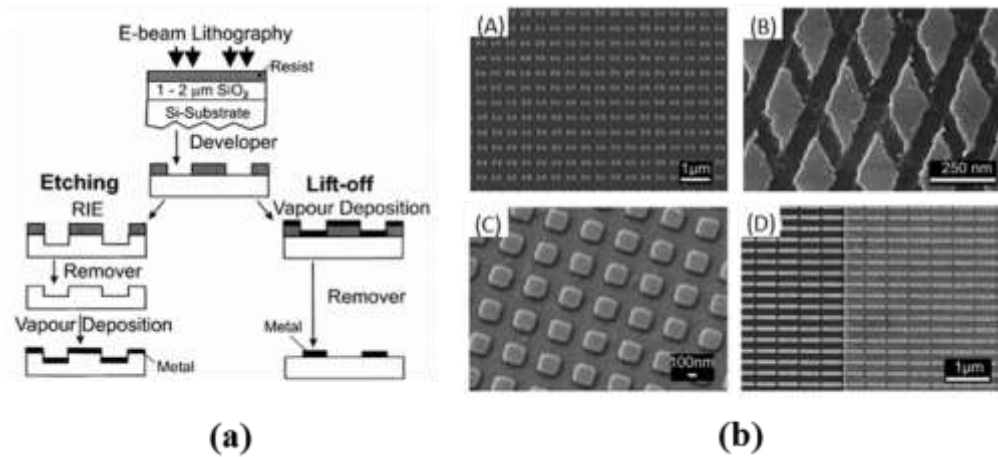 E-beam Lithography
Resist
1 - 2 μm SiO₂
Si-Substrate
Developer
Etching
RIE
Remover
Vapour Deposition
Metal
Lift-off
Vapour Deposition
Remover
Metal
(a)
(A)
1μm
(B)
250 nm
(C)
100nm
(D)
1μm
(b)